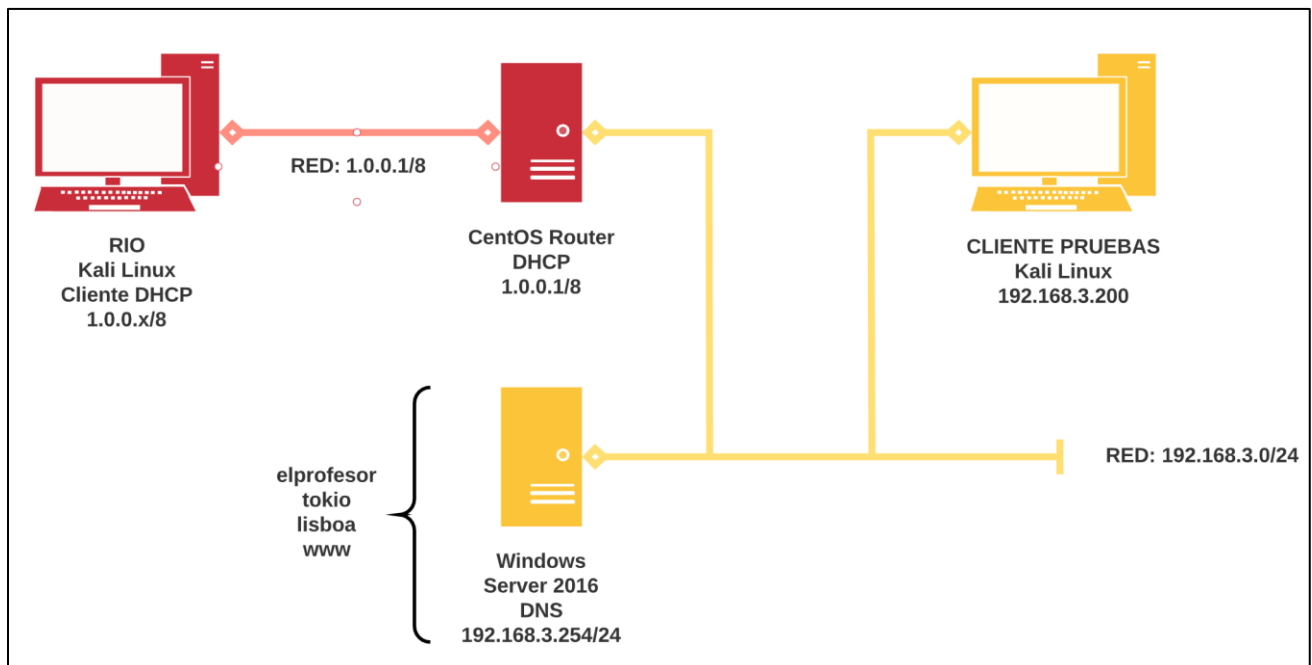 RED: 1.0.0.1/8
RIO
Kali Linux
Cliente DHCP
1.0.0.x/8
CentOS Router
DHCP
1.0.0.1/8
CLIENTE PRUEBAS
Kali Linux
192.168.3.200
elprofesor
tokio
lisboa
www
Windows
Server 2016
DNS
192.168.3.254/24
RED: 192.168.3.0/24